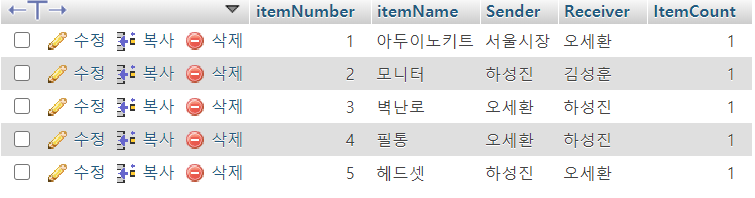 itemNumber itemName Sender Receiver ItemCount
수정 복사 삭제 1 아두이노키트 서울시장 오세환 1
수정 복사 삭제 2 모니터 하성진 김성훈 1
수정 복사 삭제 3 벽난로 오세환 하성진 1
수정 복사 삭제 4 필통 오세환 하성진 1
수정 복사 삭제 5 헤드셋 하성진 오세환 1